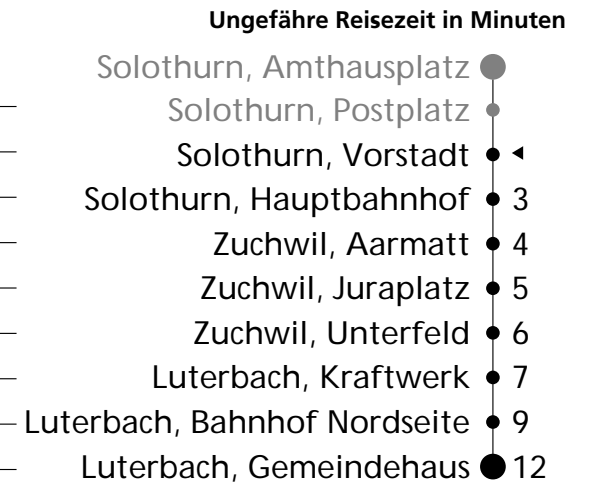 Ungefähre Reisezeit in Minuten
Solothurn, Amthausplatz
Solothurn, Postplatz
Solothurn, Vorstadt
Solothurn, Hauptbahnhof 3
Zuchwil, Aarmatt 4
Zuchwil, Juraplatz 5
Zuchwil, Unterfeld 6
Luterbach, Kraftwerk 7
Luterbach, Bahnhof Nordseite 9
Luterbach, Gemeindehaus 12